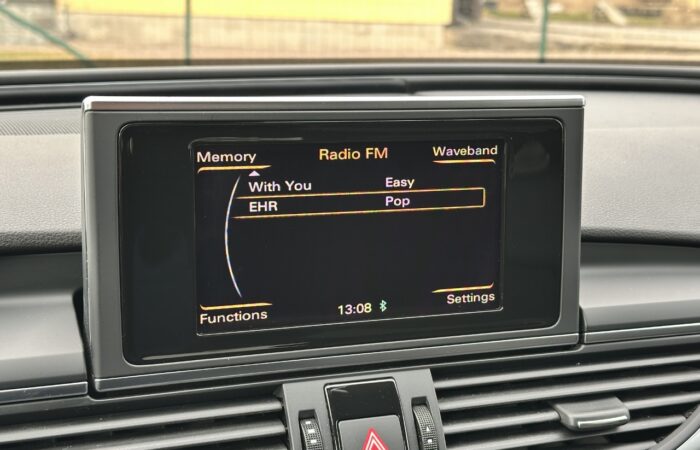 Memory Radio FM Waveband
With You Easy
EHR Pop
Functions 13:08 Settings